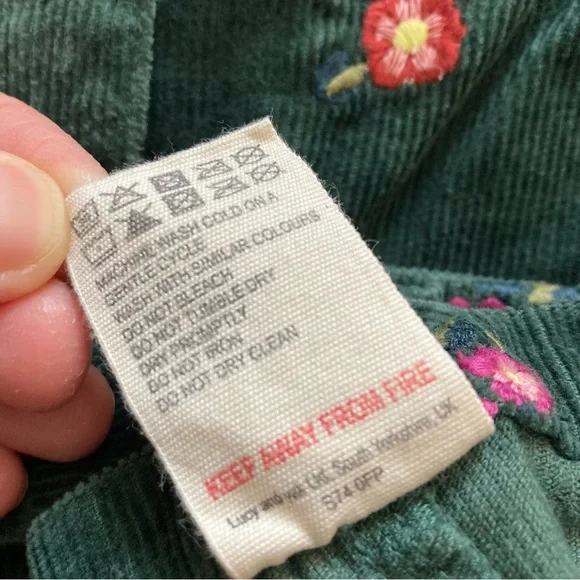 MACHINE WASH COLD ON A
GENTLE CYCLE
WASH WITH SIMILAR COLOURS
DO NOT BLEACH
DO NOT TUMBLE DRY
DRY PROMPTLY
DO NOT IRON
DO NOT DRY CLEAN
KEEP AWAY FROM FIRE
Lucy and Ltd, South Yorkshire, UK
S74 0FP